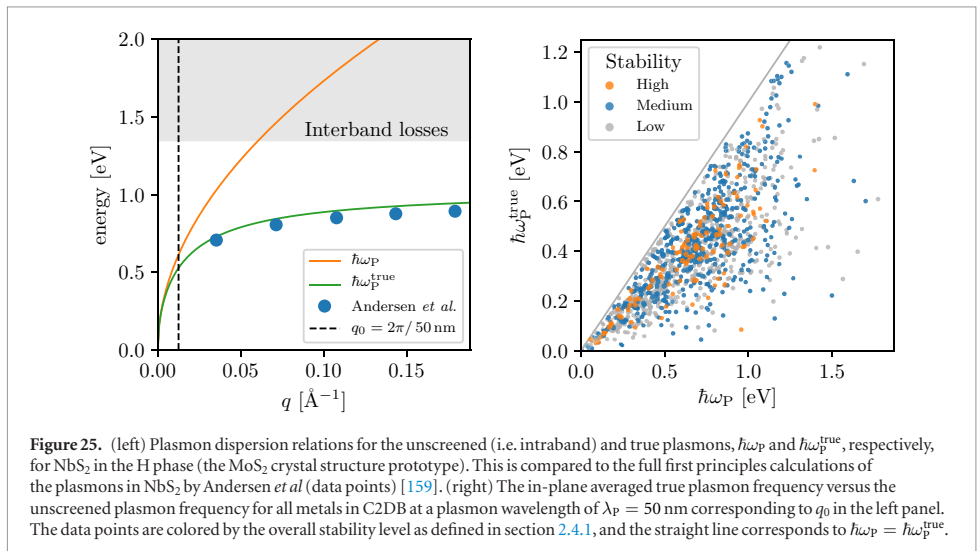 2.0
1.5
1.0
0.5
0.0
energy [eV]
Interband losses
ℏω_P
ℏω_P^true
Andersen et al.
q₀ = 2π/ 50 nm
0.00 0.05 0.10 0.15
q [Å⁻¹]
1.2
1.0
0.8
0.6
0.4
0.2
0.0
ℏω_P^true [eV]
Stability
High
Medium
Low
0.0 0.5 1.0 1.5
ℏω_P [eV]
Figure 25. (left) Plasmon dispersion relations for the unscreened (i.e. intraband) and true plasmons, ℏω_P and ℏω_P^true, respectively,
for NbS₂ in the H phase (the MoS₂ crystal structure prototype). This is compared to the full first principles calculations of
the plasmons in NbS₂ by Andersen et al (data points) [159]. (right) The in-plane averaged true plasmon frequency versus the
unscreened plasmon frequency for all metals in C2DB at a plasmon wavelength of λ_P = 50 nm corresponding to q₀ in the left panel.
The data points are colored by the overall stability level as defined in section 2.4.1, and the straight line corresponds to ℏω_P = ℏω_P^true.